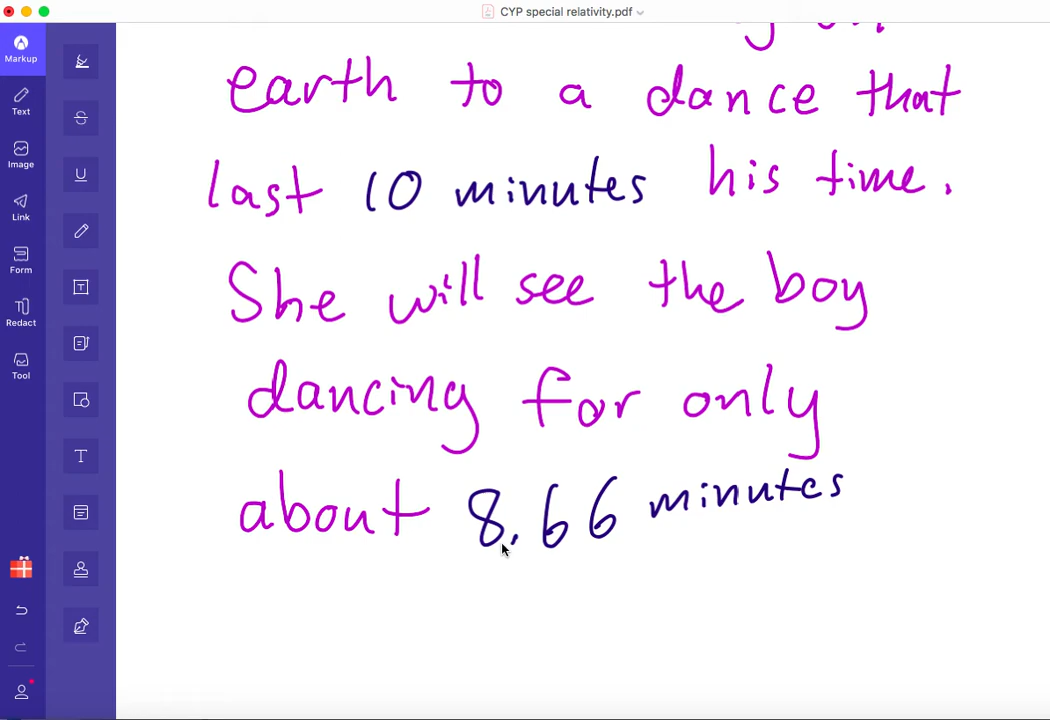 CYP special relativity.pdf
Markup
Text
Image
Link
Form
Redact
Tool
earth to a dance that
last 10 minutes his time.
She will see the boy
dancing for only
about 8.66 minutes